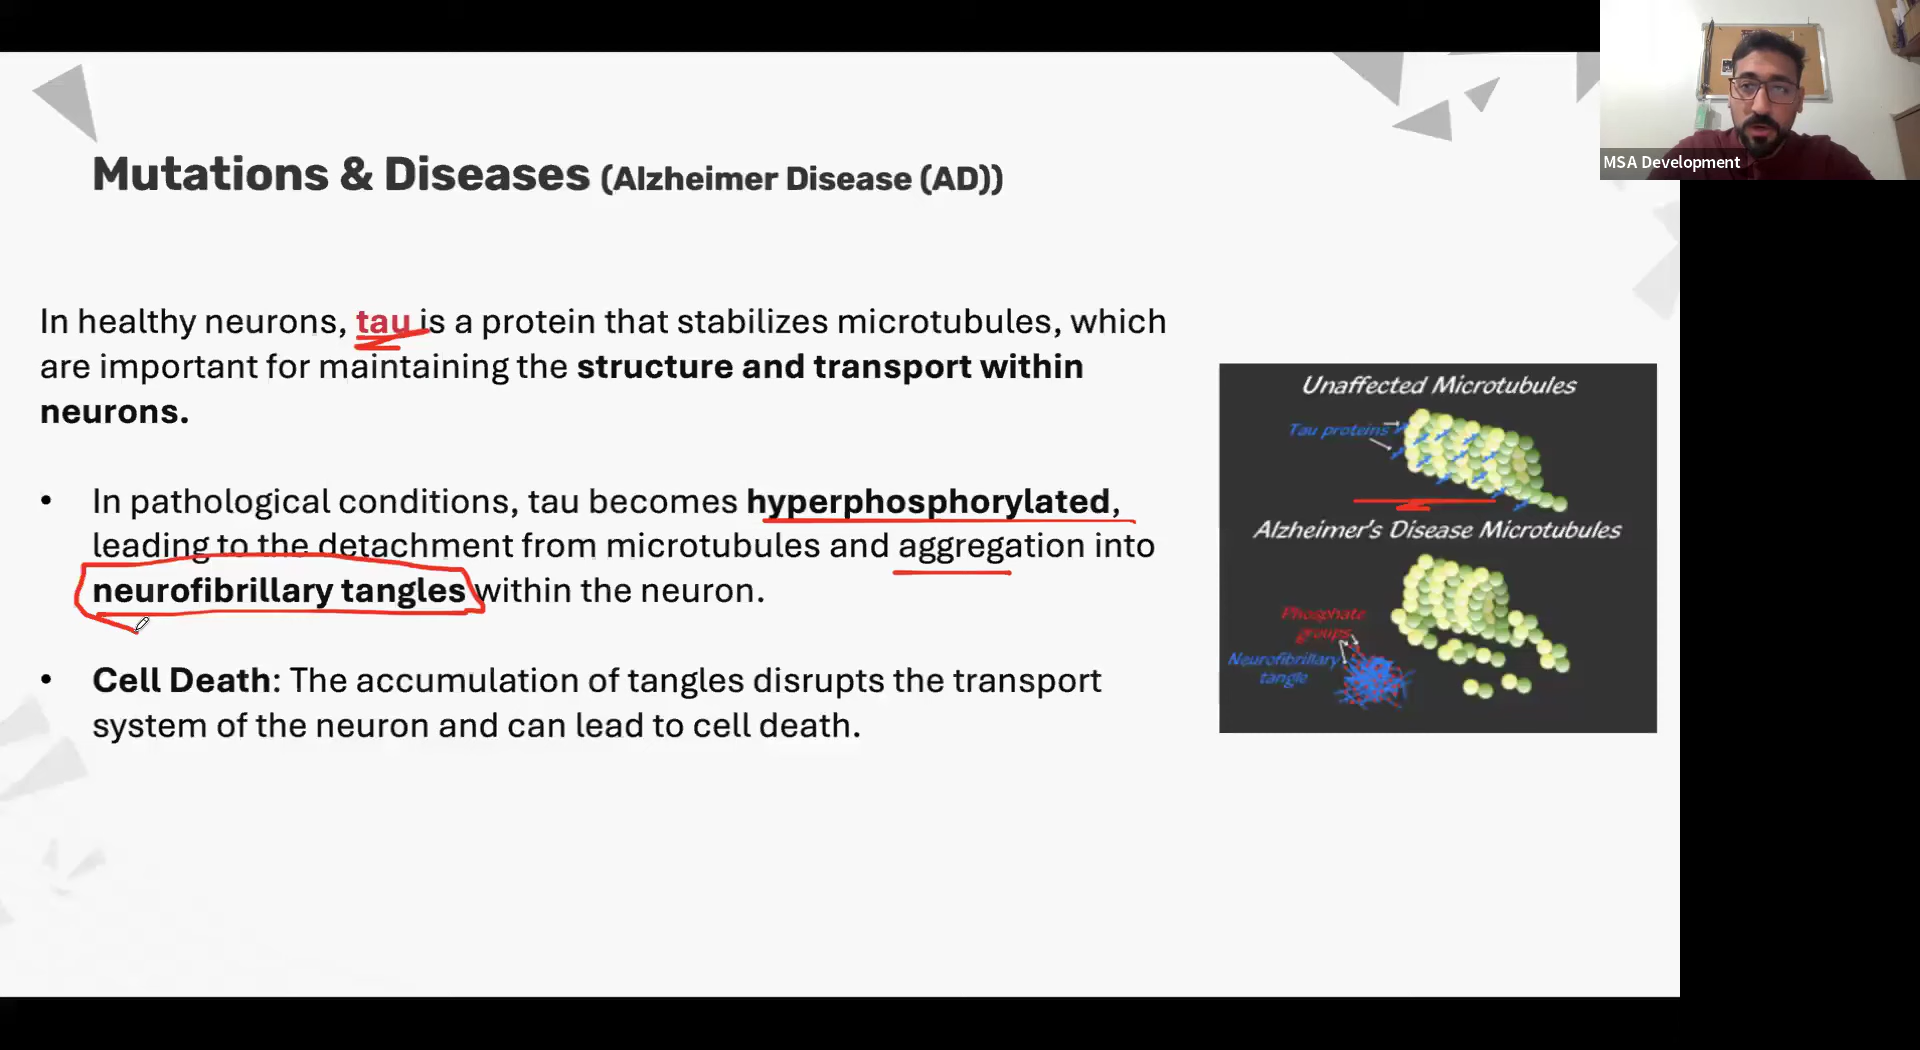 MSA Development
Mutations & Diseases (Alzheimer Disease (AD))
In healthy neurons, tau is a protein that stabilizes microtubules, which
are important for maintaining the structure and transport within
neurons.
• In pathological conditions, tau becomes hyperphosphorylated,
leading to the detachment from microtubules and aggregation into
neurofibrillary tangles within the neuron.
• Cell Death: The accumulation of tangles disrupts the transport
system of the neuron and can lead to cell death.
Unaffected Microtubules
Tau proteins
Alzheimer's Disease Microtubules
Phosphate
groups
Neurofibrillary
tangle